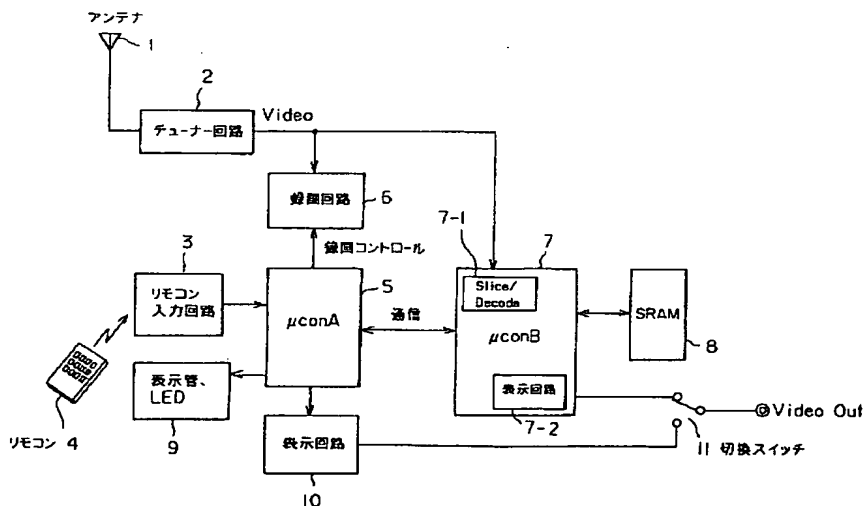 アンテナ
1
2
チューナー回路
Video
録画回路
6
録画コントロール
7-1
7
3
リモコン
入力回路
5
μconA
通信
Slice/
Decode
μconB
SRAM
8
表示管、
LED
9
リモコン 4
表示回路
10
表示回路
7-2
Video Out
11 切換スイッチ